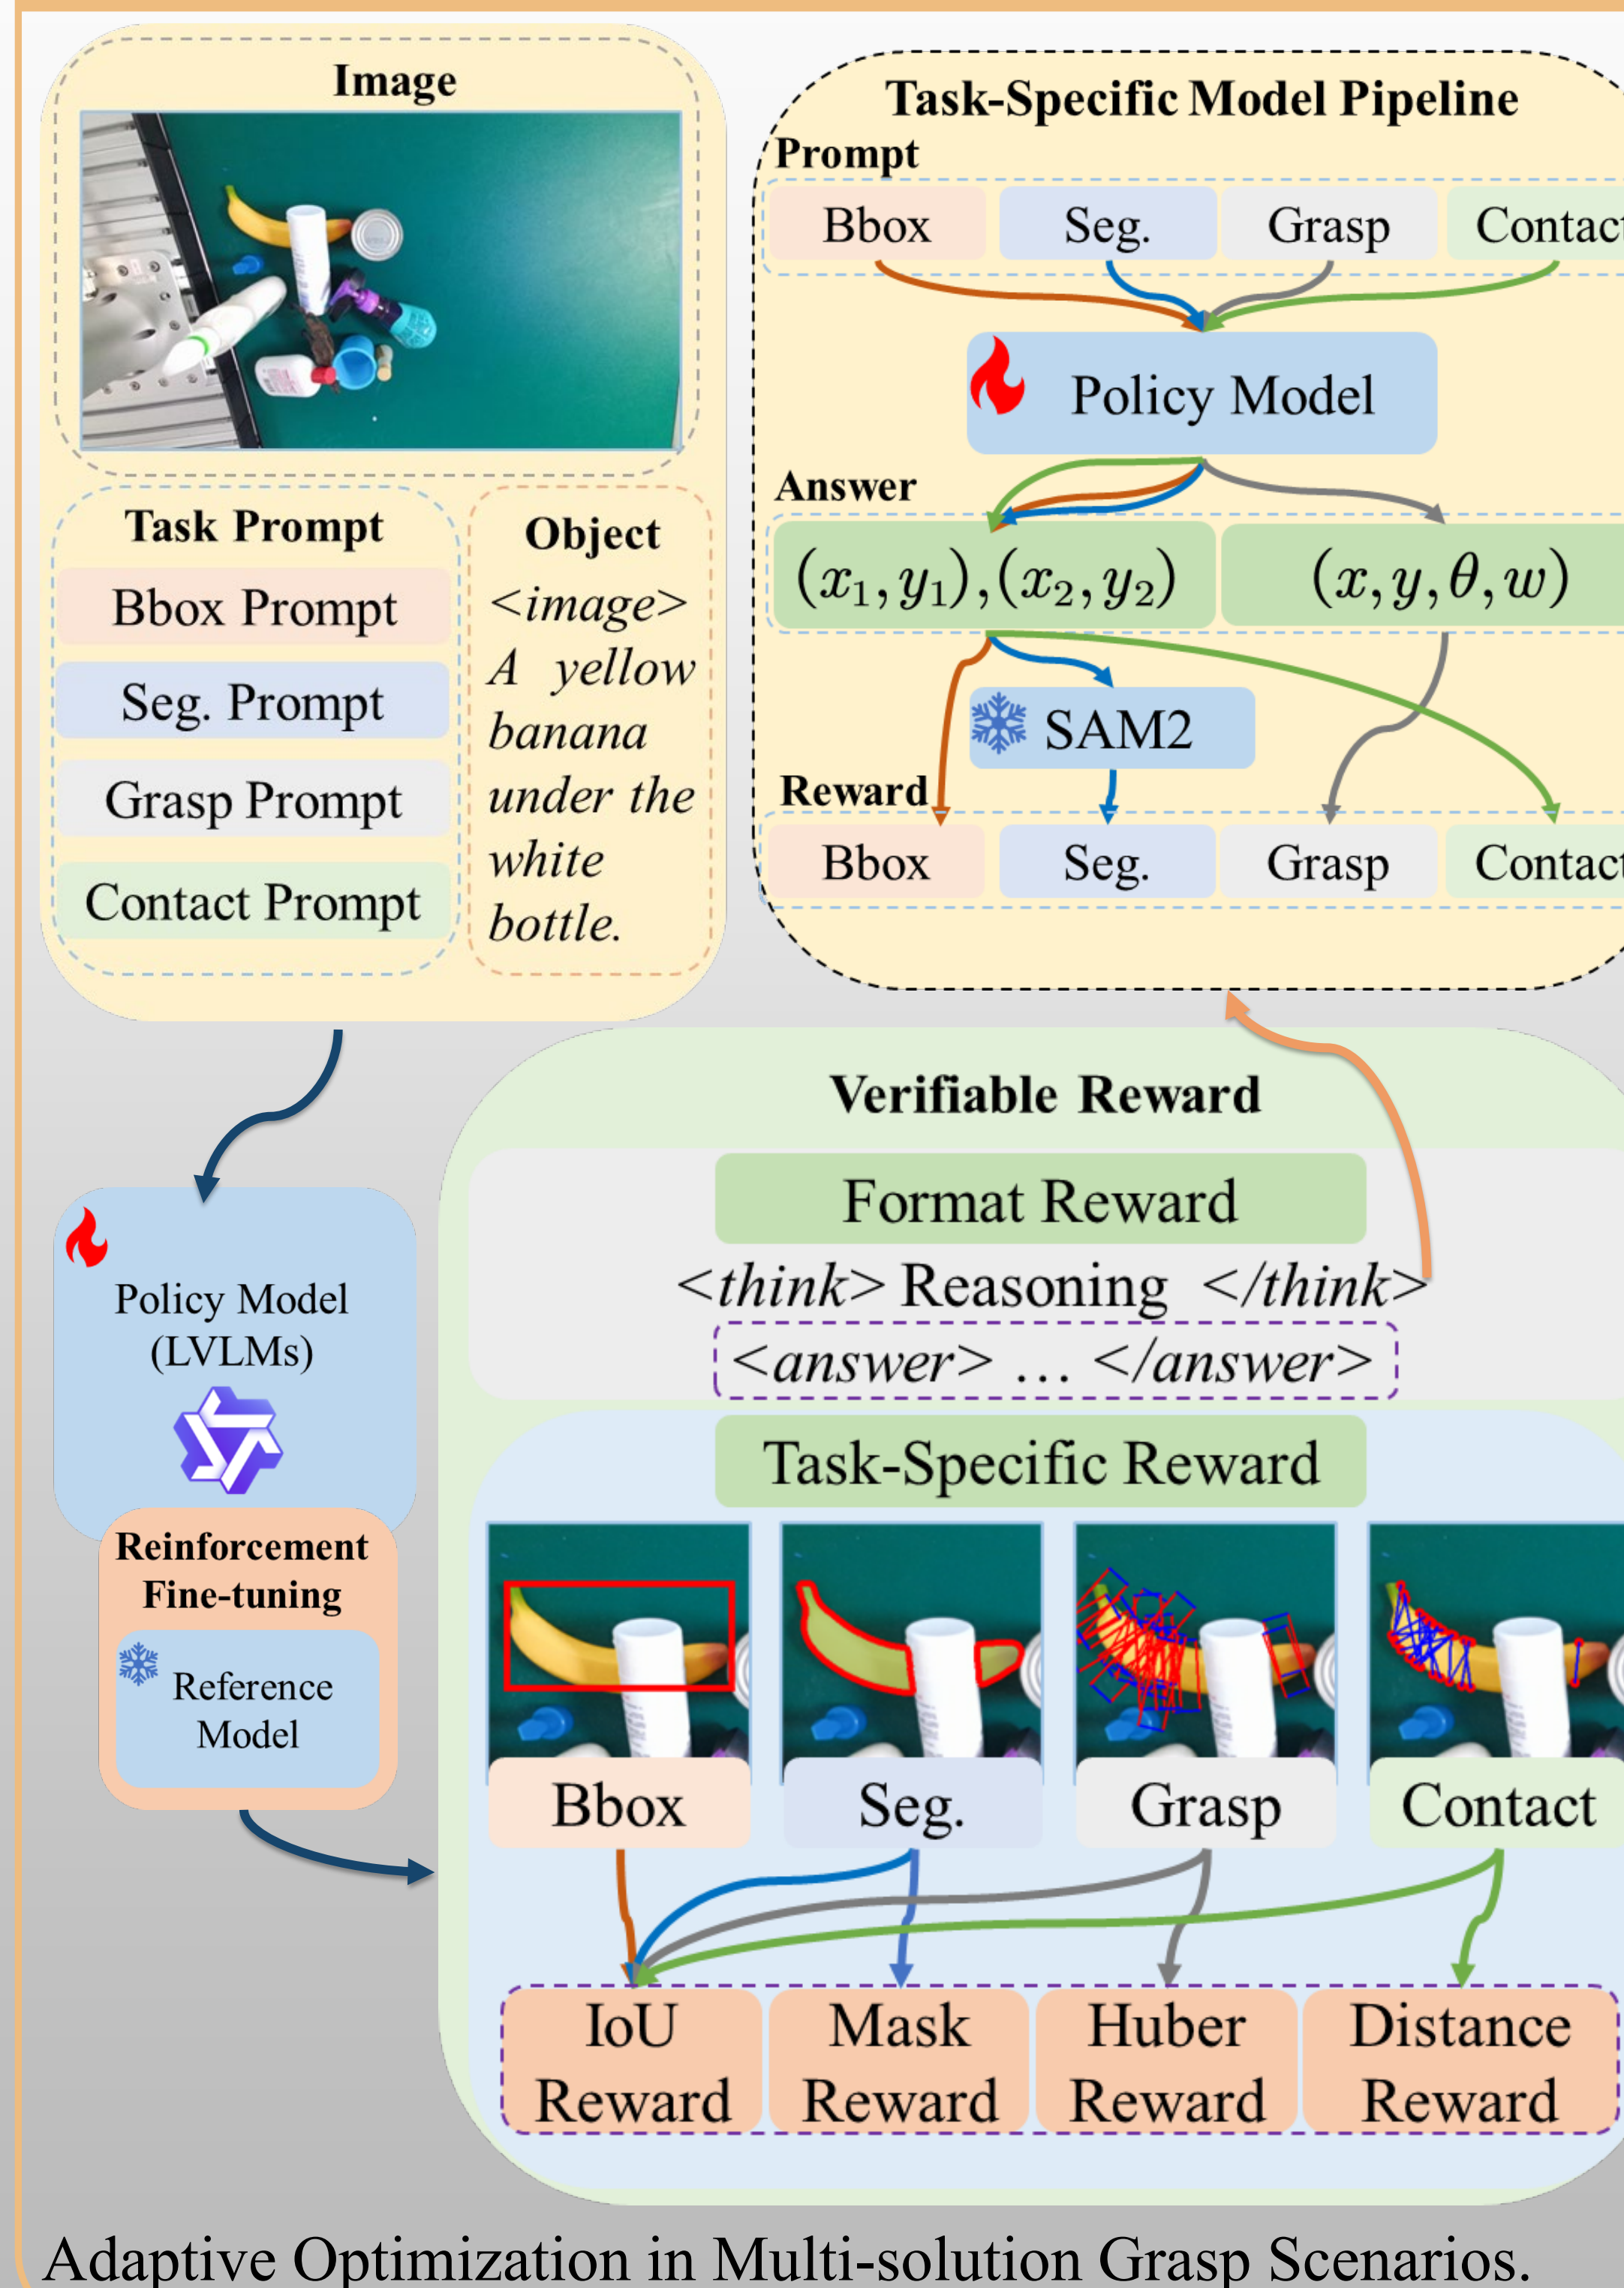 Image
Task Prompt
Bbox Prompt
Seg. Prompt
Grasp Prompt
Contact Prompt
Object
<image>
A yellow
banana
under the
white
bottle.
Task-Specific Model Pipeline
Prompt
Bbox
Seg.
Grasp
Contact
Policy Model
Answer
(x₁, y₁),(x₂, y₂)
(x, y, θ, w)
SAM2
Reward
Bbox
Seg.
Grasp
Contact
Policy Model
(LVLMs)
Reinforcement
Fine-tuning
Reference
Model
Verifiable Reward
Format Reward
<think> Reasoning </think>
<answer> … </answer>
Task-Specific Reward
Bbox
Seg.
Grasp
Contact
IoU
Reward
Mask
Reward
Huber
Reward
Distance
Reward
Adaptive Optimization in Multi-solution Grasp Scenarios.